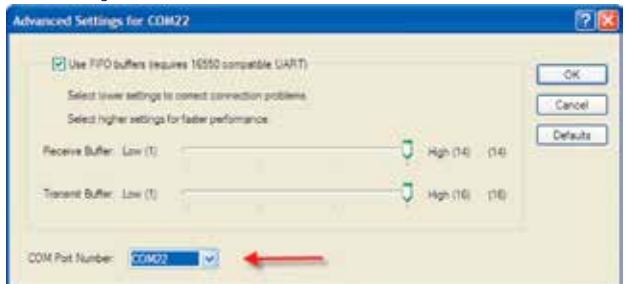 Advanced Settings for COM22
Use FIFO buffers (requires 16550 compatible UART)
OK
Select lower settings to correct connection problems.
Cancel
Select higher settings for faster performance.
Defaults
Receive Buffer: Low (1) High (14) (14)
Transmit Buffer: Low (1) High (16) (16)
COM Port Number: COM22